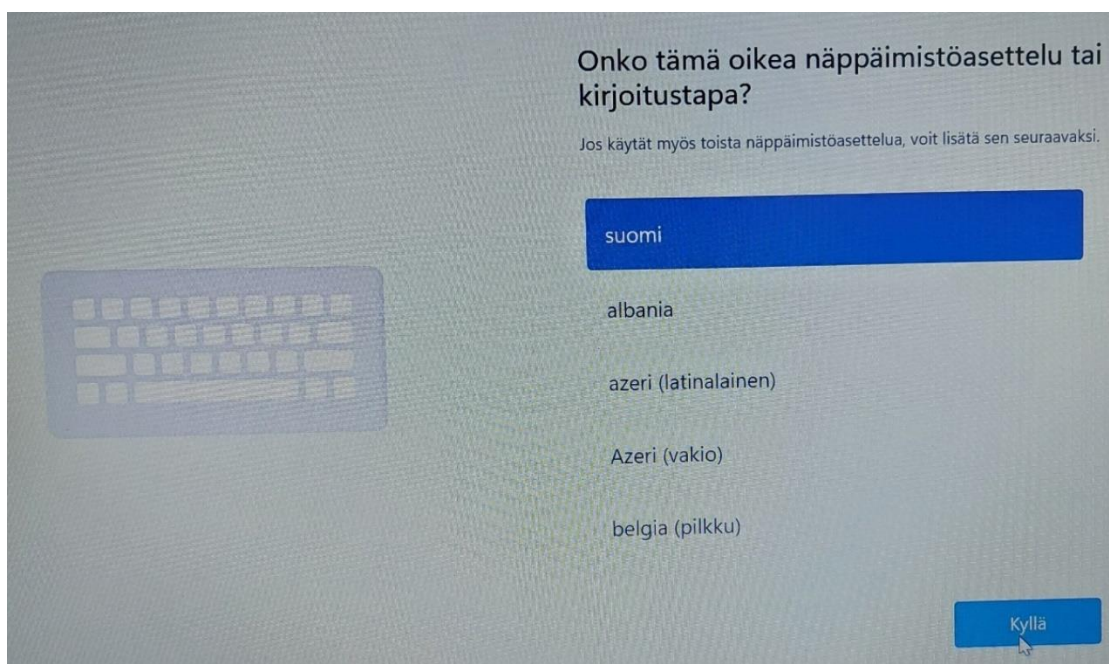 Onko tämä oikea näppäimistöasettelu tai
kirjoitustapa?
Jos käytät myös toista näppäimistöasettelua, voit lisätä sen seuraavaksi.
suomi
albania
azeri (latinalainen)
Azeri (vakio)
belgia (pilkku)
Kyllä